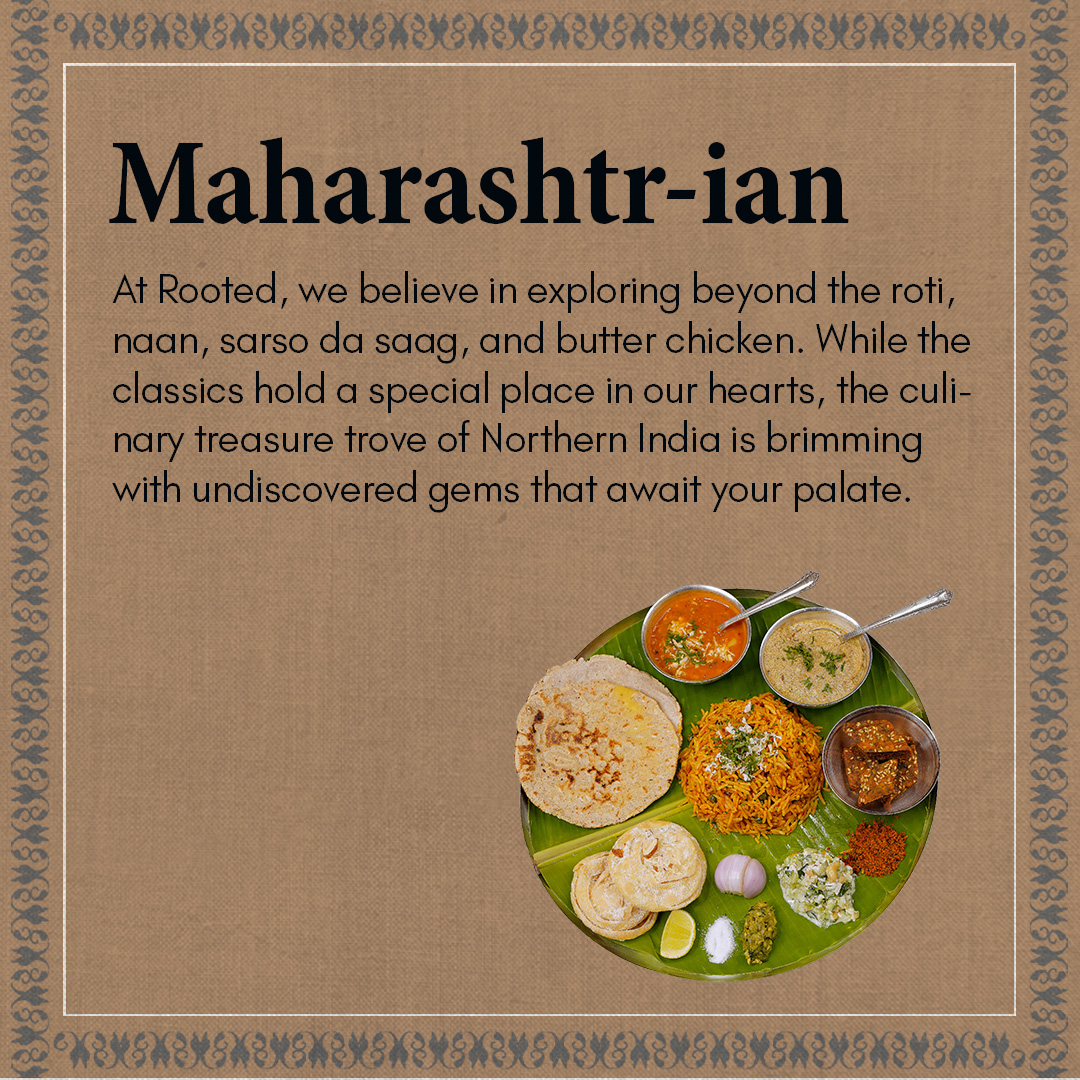 Maharashtr-ian
At Rooted, we believe in exploring beyond the roti,
naan, sarso da saag, and butter chicken. While the
classics hold a special place in our hearts, the culi-
nary treasure trove of Northern India is brimming
with undiscovered gems that await your palate.